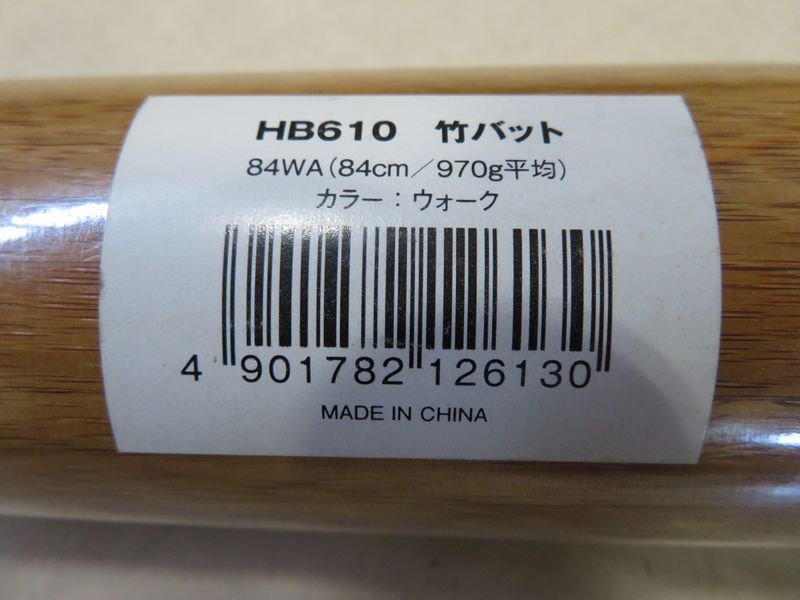 HB610 竹バット
84WA(84cm/970g平均)
カラー:ウォーク
4 901782 126130
MADE IN CHINA